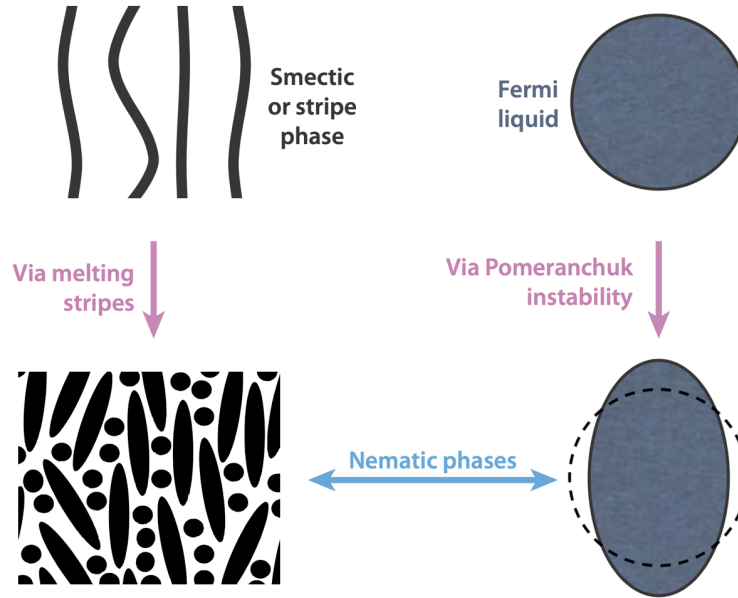 Smectic
or stripe
phase
Fermi
liquid
Via melting
stripes
Via Pomeranchuk
instability
Nematic phases